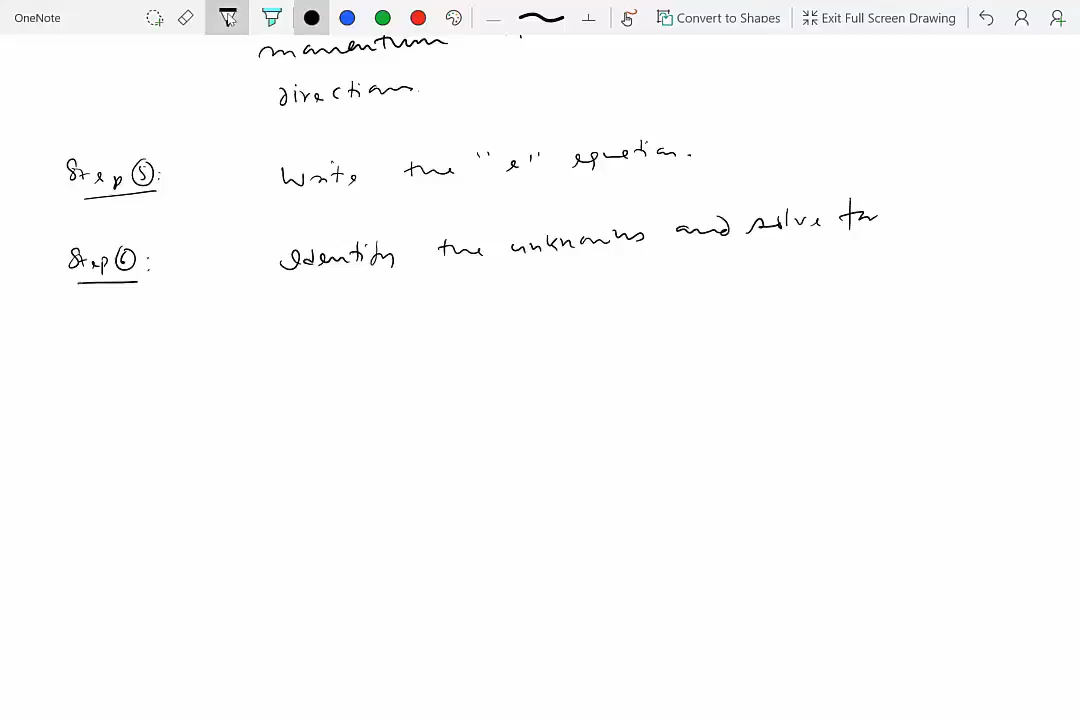 OneNote
Convert to Shapes
Exit Full Screen Drawing
momentum
directions.
Step ⑤: Write the "e" equation.
Step ⑥: Identify the unknowns and solve for